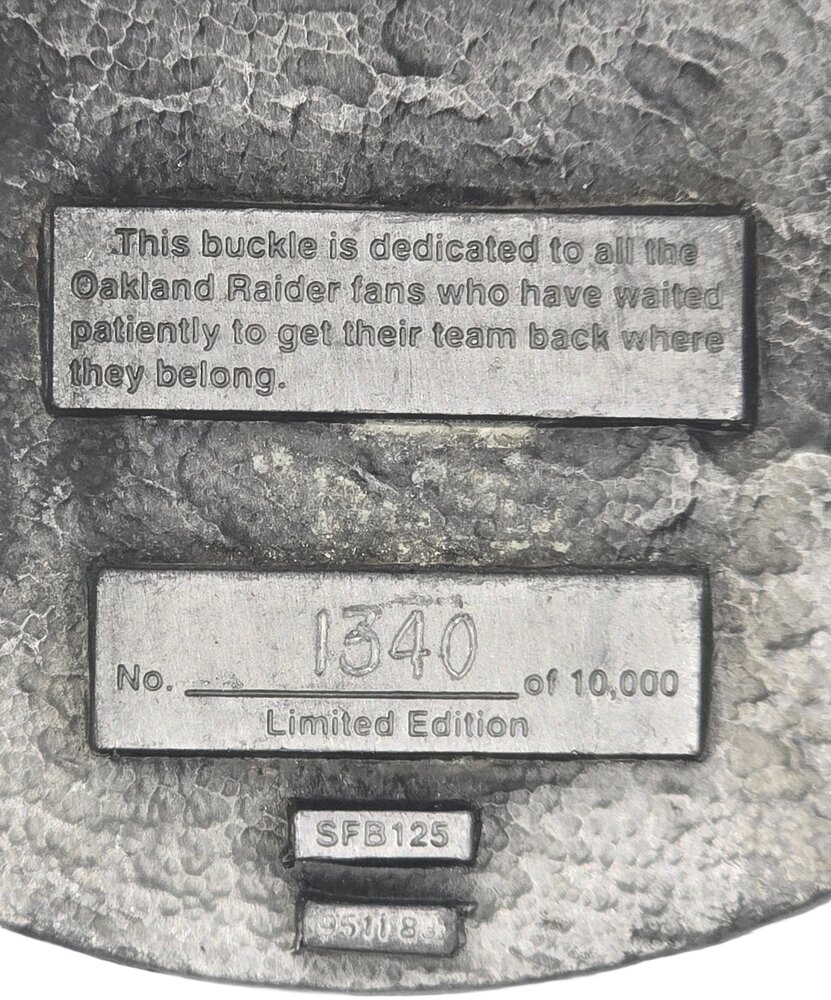 This buckle is dedicated to all the
Oakland Raider fans who have waited
patiently to get their team back where
they belong.
1340
No. ________ of 10,000
Limited Edition
SFB125